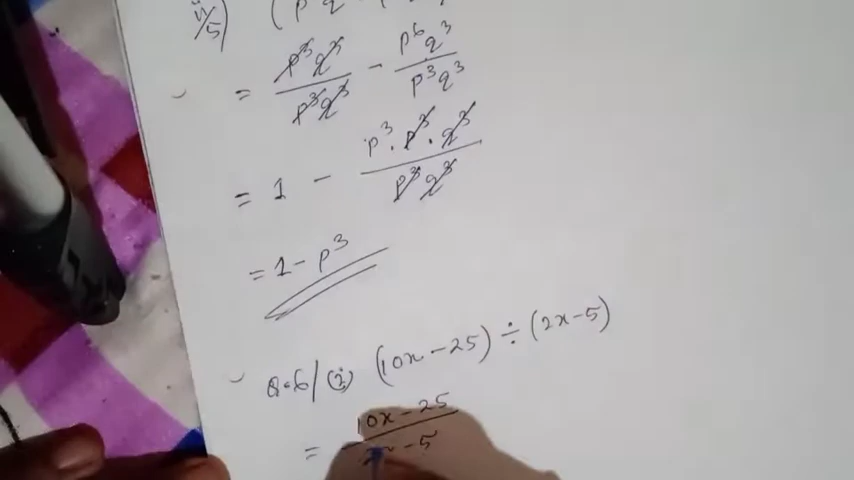 ii/5) (p q
= p³q³/p³q³ - p⁶q³/p³q³
= 1 - p³.p³.q³/p³q³
= 1 - p³
Q.6/(i) (10x-25)÷(2x-5)
= 10x-25/2x-5